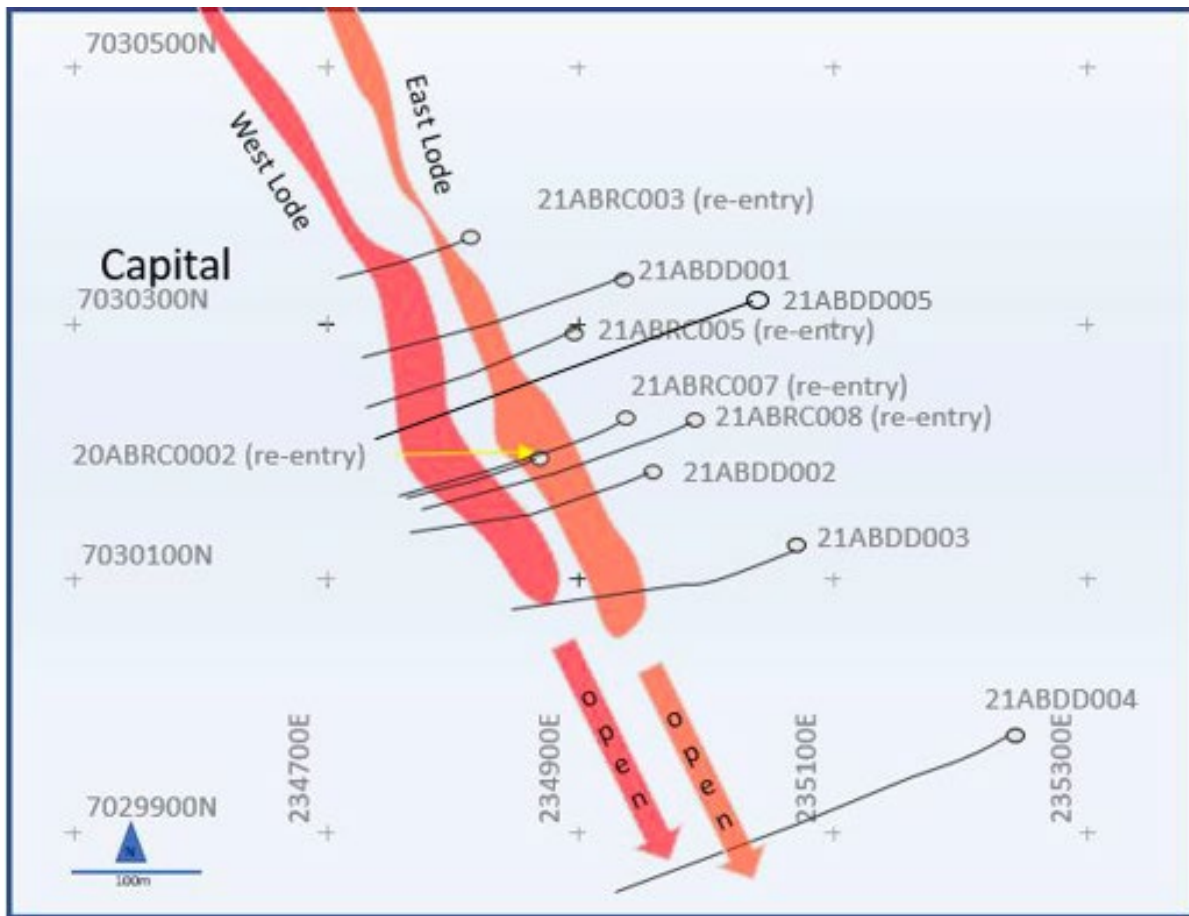 7030500N
East Lode
West Lode
21ABRC003 (re-entry)
Capital
21ABDD001
7030300N
21ABDD005
21ABRC005 (re-entry)
21ABRC007 (re-entry)
21ABRC008 (re-entry)
20ABRC0002 (re-entry)
21ABDD002
21ABDD003
7030100N
open
open
21ABDD004
234700E
234900E
235100E
235300E
7029900N
N
100m